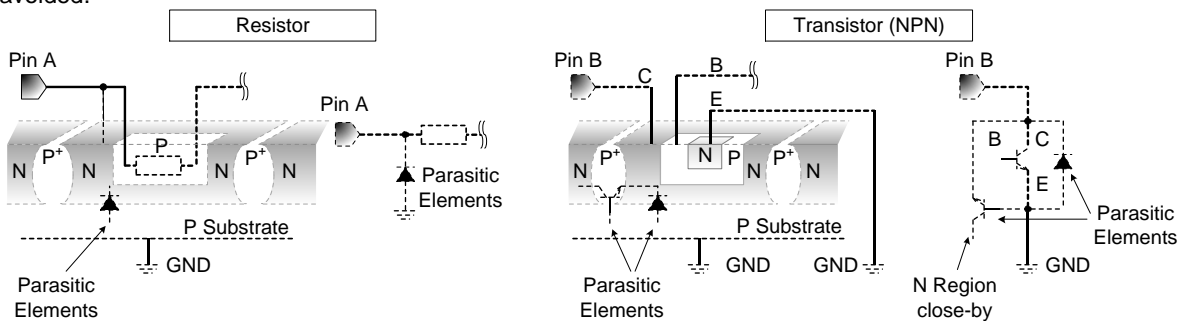 avoided.
Resistor
Transistor (NPN)
Pin A
Pin A
N P+ N P N P+ N
Parasitic
Elements
P Substrate
GND
Parasitic
Elements
Pin B
C
B
E
N P+ N N P P+ N
P Substrate
GND
GND
Parasitic
Elements
Pin B
B
C
E
Parasitic
Elements
GND
N Region
close-by